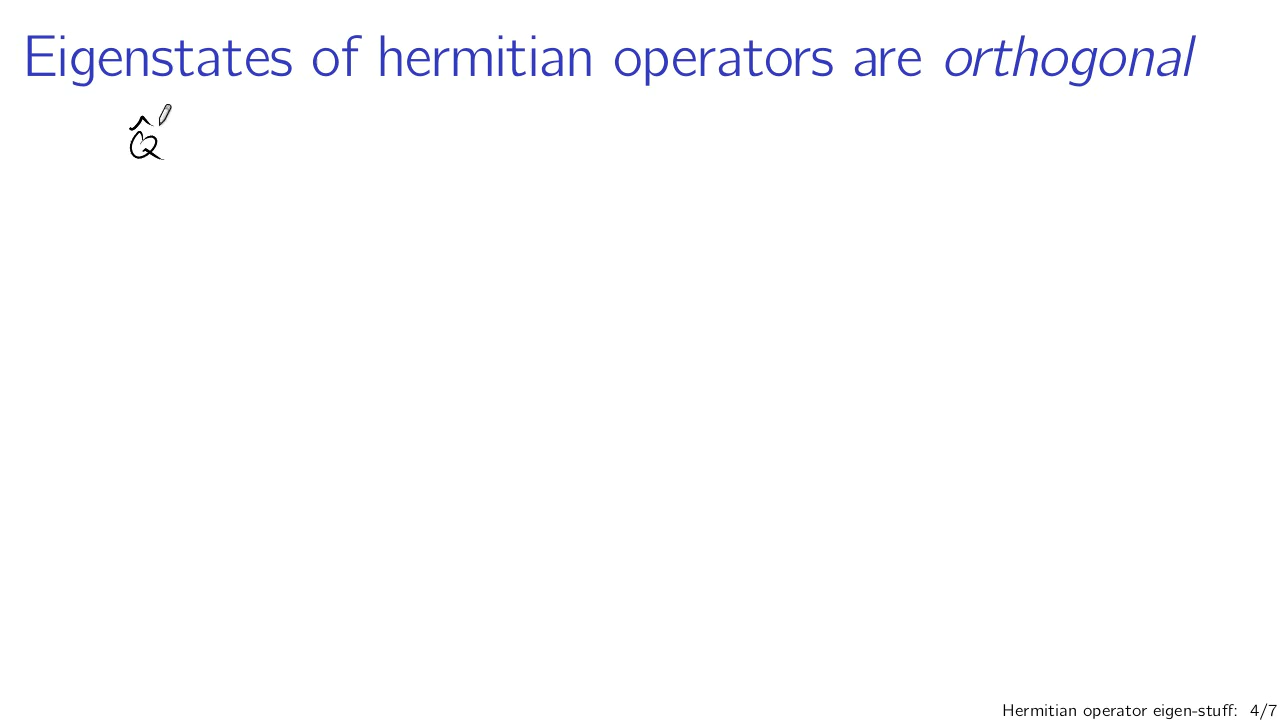 Eigenstates of hermitian operators are orthogonal
Q̂
Hermitian operator eigen-stuff: 4/7